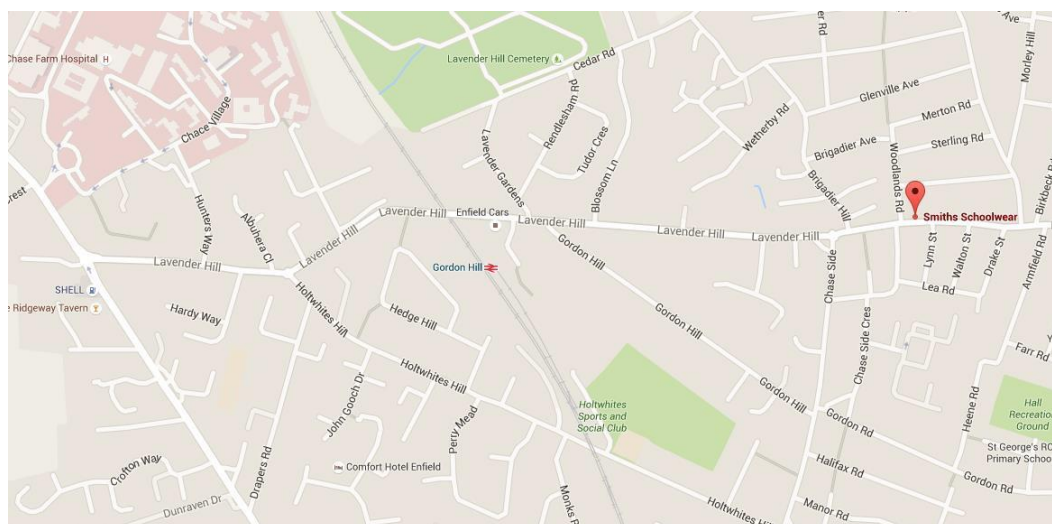 Ave
Chase Farm Hospital
Lavender Hill Cemetery
Cedar Rd
Morley Hill
Glenville Ave
Merton Rd
Chace Village
Rendlesham Rd
Tudor Cres
Wetherby Rd
Sterling Rd
Brigadier Ave
Woodlands Rd
Lavender Gardens
Blossom Ln
Crest
Hunters Way
Abuhera Cl
Brigadier Hill
Birkbeck R
Lavender Hill
Enfield Cars
Lavender Hill
Smiths Schoolwear
Lavender Hill
Lavender Hill
Lavender Hill
Lavender Hill
Gordon Hill
Lynn St
Walton St
Drake St
Armfield Rd
Gordon Hill
Chase Side
Lea Rd
SHELL
Ridgeway Tavern
Holtwhites Hill
Hardy Way
Hedge Hill
Gordon Hill
Chase Side Cres
Farr Rd
Holtwhites Hill
John Gooch Dr
Gordon Hill
Heene Rd
Holtwhites
Sports and
Social Club
Hall
Recreation
Ground
Perry Mead
Gordon Rd
St George's RC
Primary School
Crofton Way
Drapers Rd
Comfort Hotel Enfield
Halifax Rd
Gordon Rd
Dunraven Dr
Monks R
Holtwhites
Manor Rd